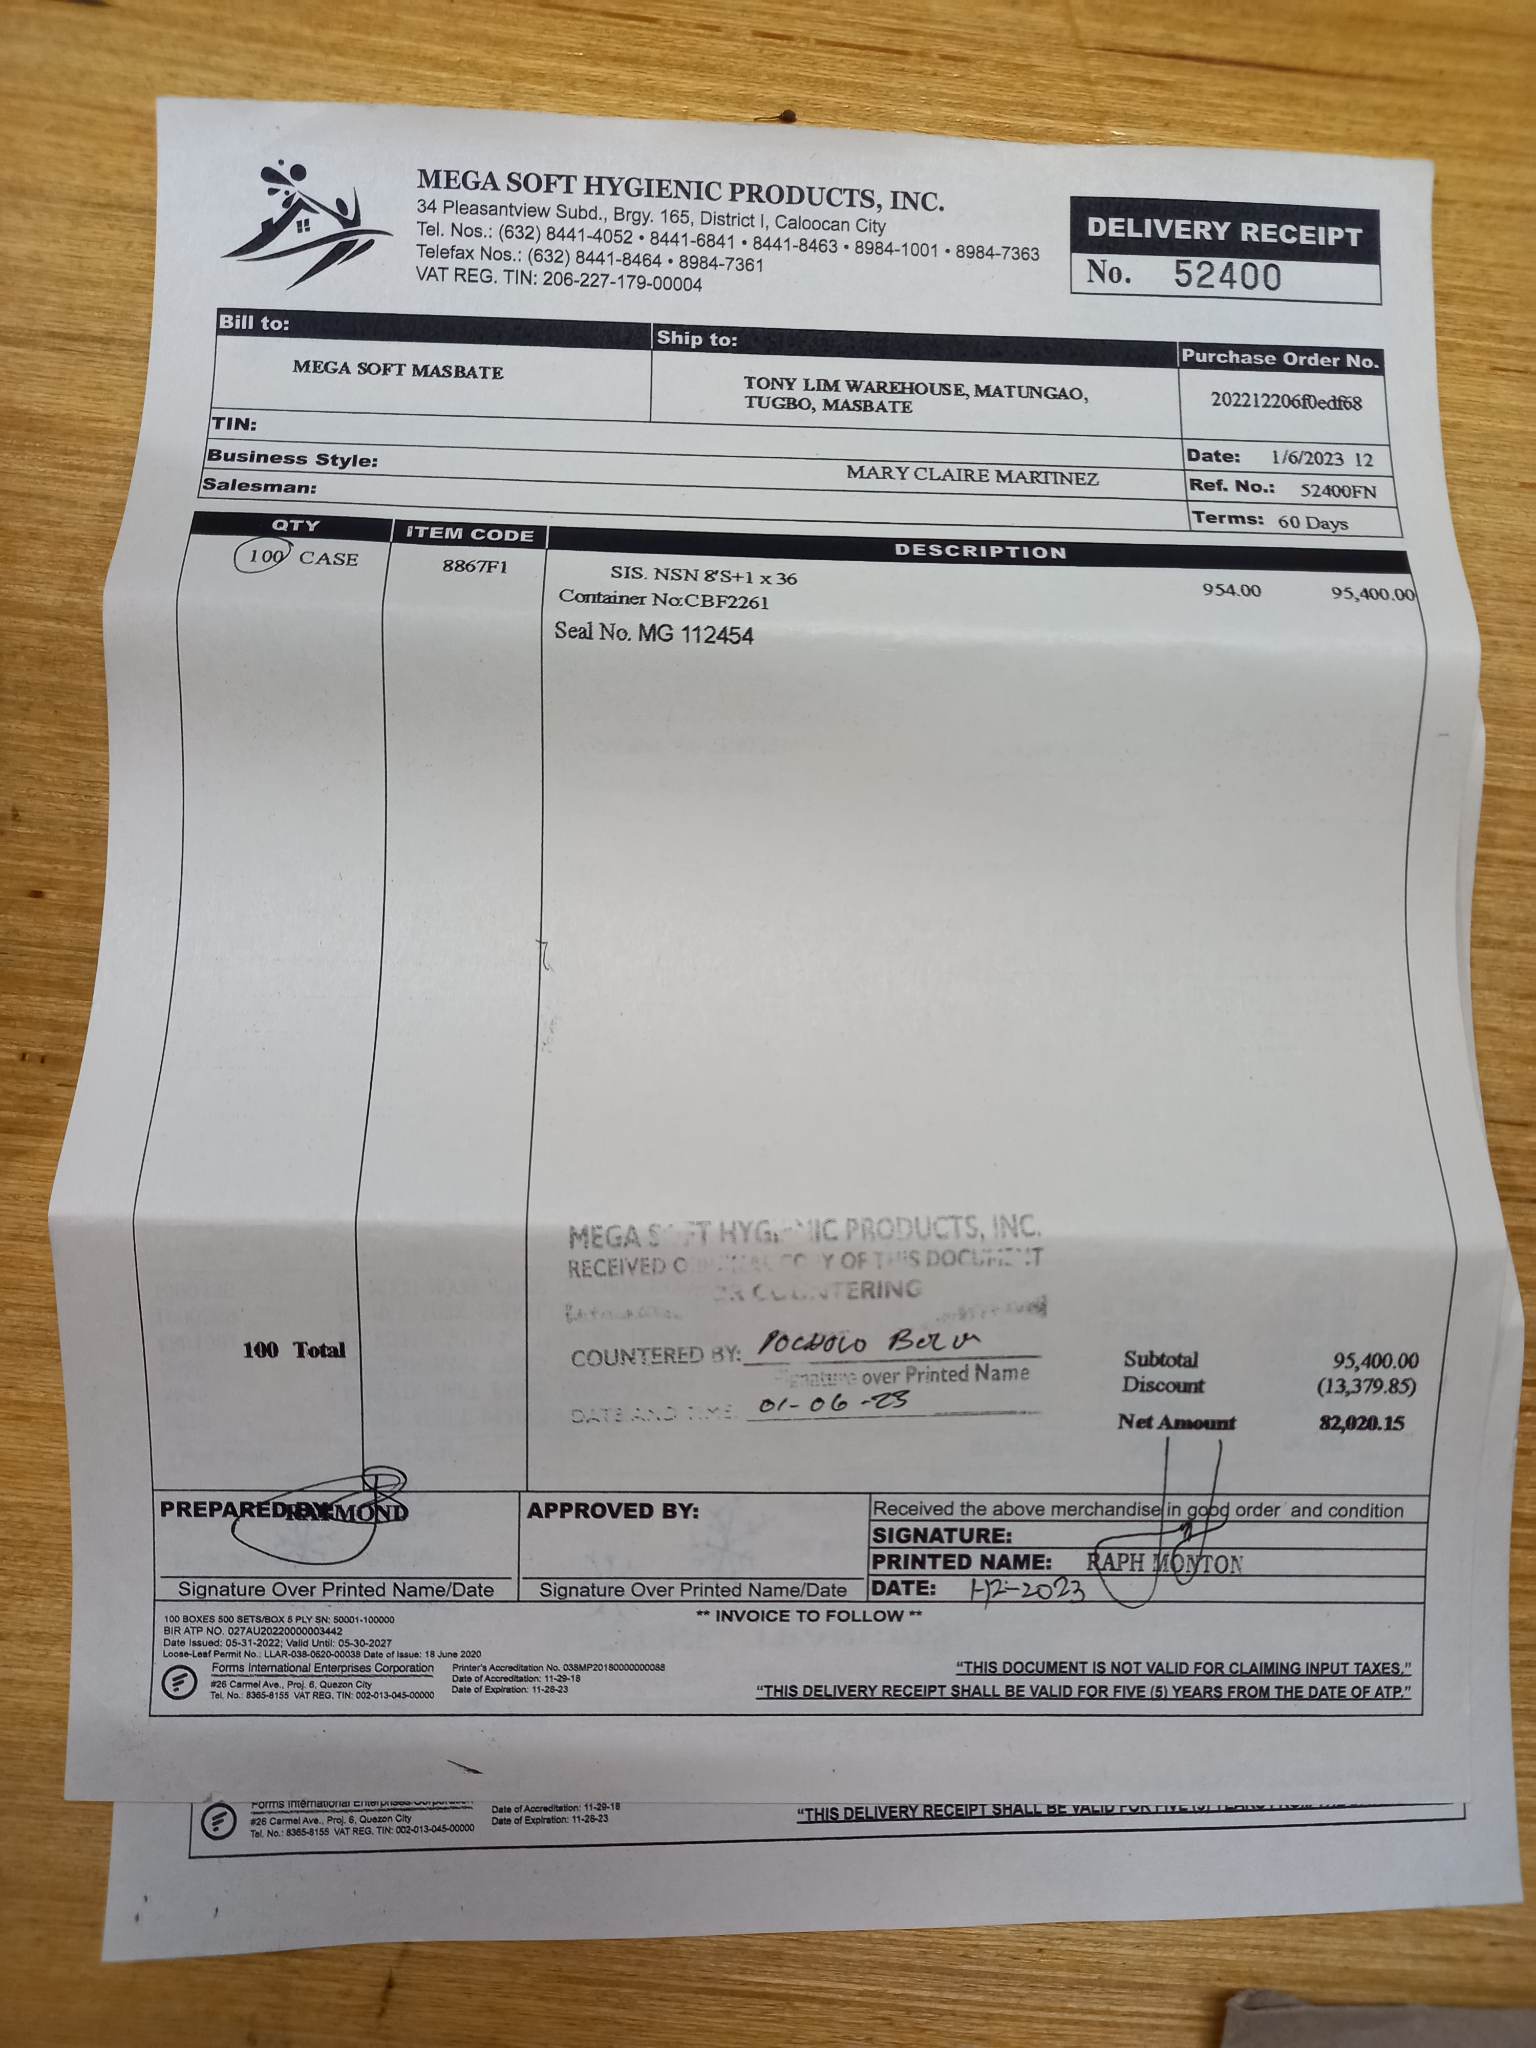 MEGA SOFT HYGIENIC PRODUCTS, INC.
34 Pleasantview Subd., Brgy. 165, District I, Caloocan City
Tel. Nos.: (632) 8441-4052 • 8441-6841 • 8441-8463 • 8984-1001 • 8984-7363
Telefax Nos.: (632) 8441-8464 • 8984-7361
VAT REG. TIN: 206-227-179-00004
DELIVERY RECEIPT
No. 52400
Bill to: Ship to: Purchase Order No.
MEGA SOFT MASBATE
TONY LIM WAREHOUSE, MATUNGAO,
TUGBO, MASBATE
202212206f0edf68
TIN:
Date: 1/6/2023 12
Business Style: MARY CLAIRE MARTINEZ
Ref. No.: 52400FN
Salesman:
Terms: 60 Days
QTY ITEM CODE DESCRIPTION
100 CASE 8867F1 SIS. NSN 8'S+1 x 36 954.00 95,400.00
Container No:CBF2261
Seal No. MG 112454
MEGA SOFT HYGIENIC PRODUCTS, INC.
RECEIVED ORIGINAL COPY OF THIS DOCUMENT
FOR COUNTERING
100 Total
COUNTERED BY:
Signature over Printed Name
DATE AND TIME: 01-06-23
Subtotal 95,400.00
Discount (13,379.85)
Net Amount 82,020.15
PREPARED BY: RAYMOND
Signature Over Printed Name/Date
APPROVED BY:
Signature Over Printed Name/Date
Received the above merchandise in good order and condition
SIGNATURE:
PRINTED NAME: RAPH MONTON
DATE: 1-12-2023
** INVOICE TO FOLLOW **
100 BOXES 500 SETS/BOX 5 PLY SN: 50001-100000
BIR ATP NO. 027AU20220000003442
Date Issued: 05-31-2022; Valid Until: 05-30-2027
Loose-Leaf Permit No.: LLAR-038-0620-00038 Date of Issue: 18 June 2020
Forms International Enterprises Corporation
#26 Carmel Ave., Proj. 6, Quezon City
Tel. No.: 8365-8155 VAT REG. TIN: 002-013-045-00000
Printer's Accreditation No. 038MP20180000000088
Date of Accreditation: 11-29-18
Date of Expiration: 11-28-23
"THIS DOCUMENT IS NOT VALID FOR CLAIMING INPUT TAXES."
"THIS DELIVERY RECEIPT SHALL BE VALID FOR FIVE (5) YEARS FROM THE DATE OF ATP."
Forms International Enterprises Corporation
#26 Carmel Ave., Proj. 6, Quezon City
Tel. No.: 8365-8155 VAT REG. TIN: 002-013-045-00000
Date of Accreditation: 11-29-18
Date of Expiration: 11-28-23
"THIS DELIVERY RECEIPT SHALL BE VALID FOR FIVE (5) YEARS FROM THE